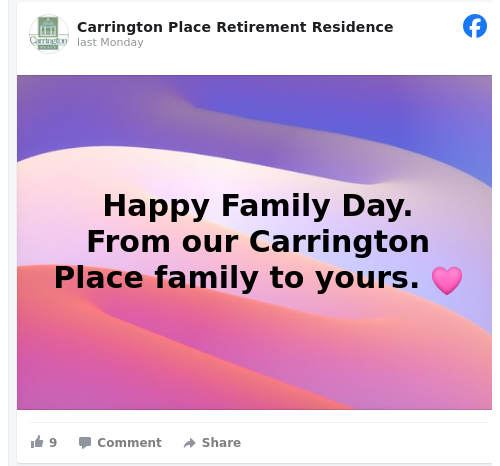 Carrington Place Retirement Residence
last Monday
Carrington
Happy Family Day.
From our Carrington
Place family to yours. 🩷
9 Comment Share